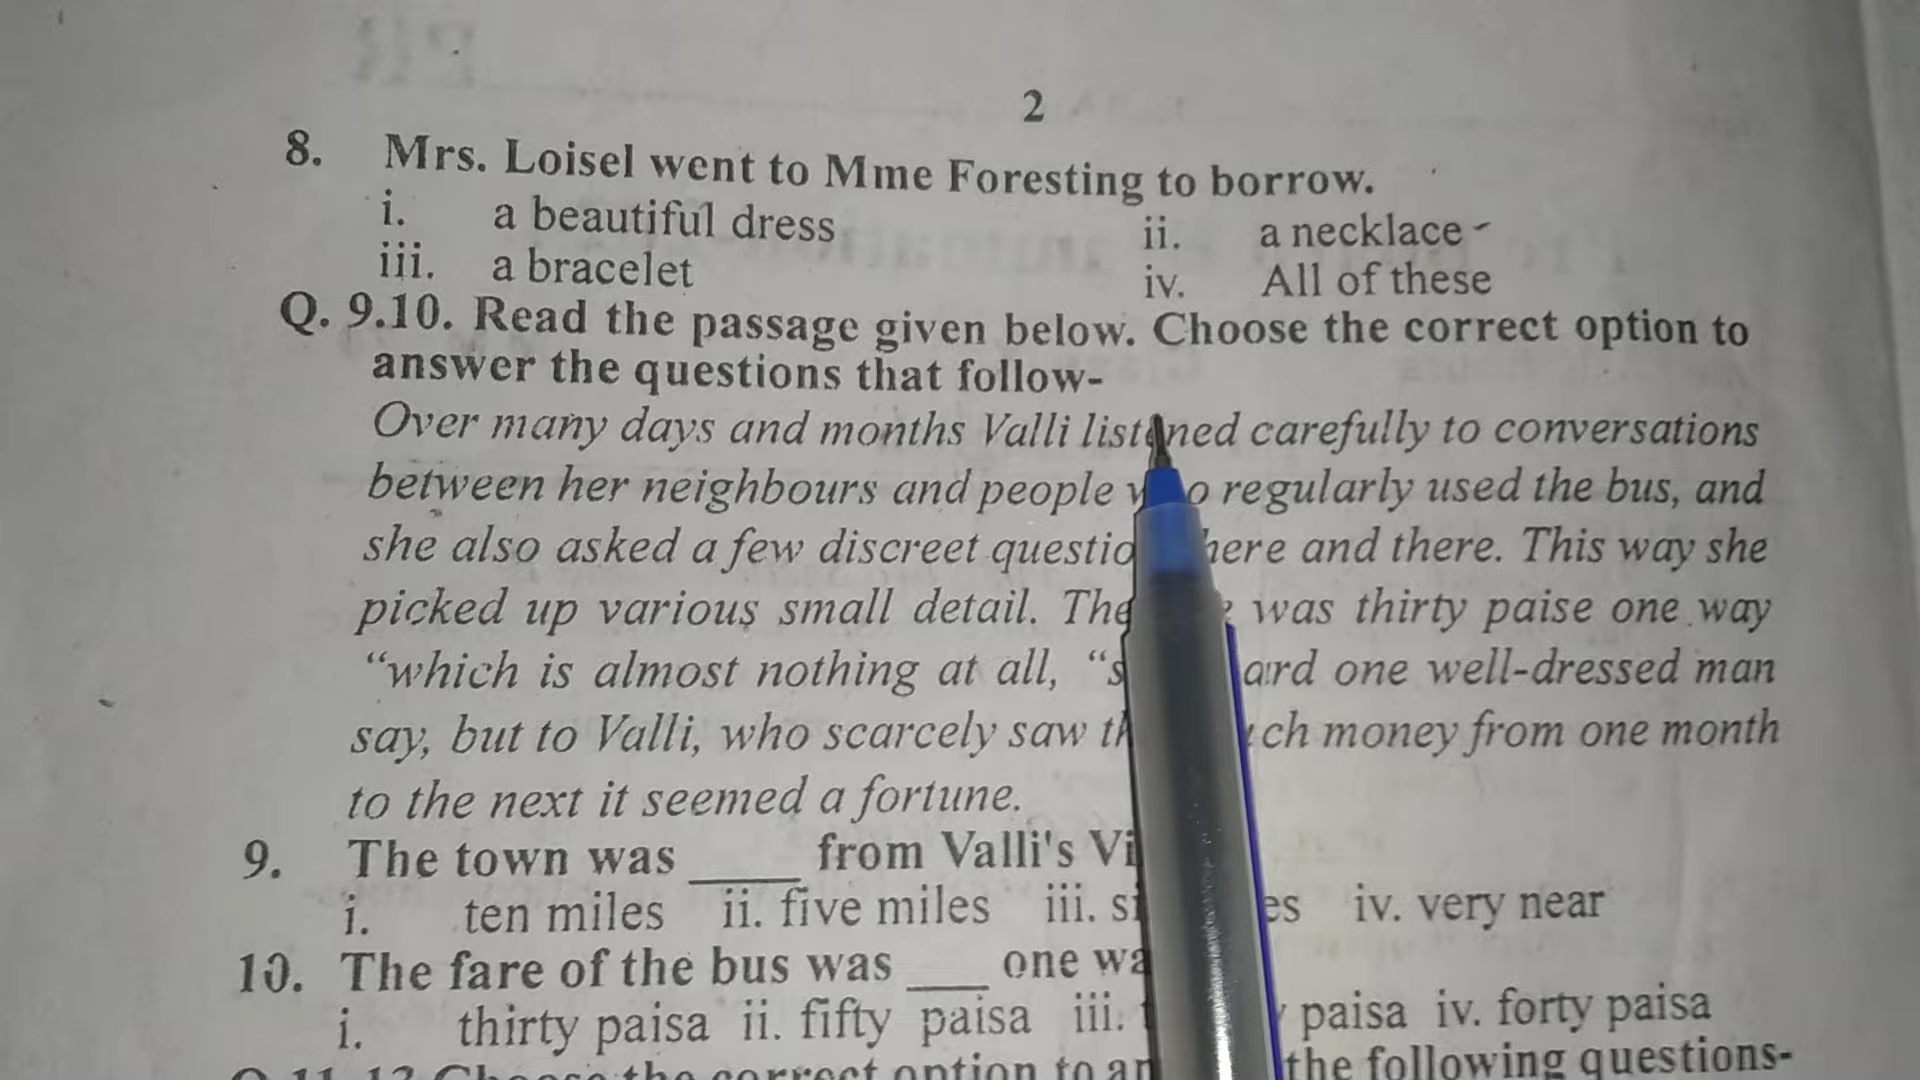 2
8. Mrs. Loisel went to Mme Foresting to borrow.
i. a beautiful dress ii. a necklace
iii. a bracelet iv. All of these
Q. 9.10. Read the passage given below. Choose the correct option to
answer the questions that follow-
Over many days and months Valli listened carefully to conversations
between her neighbours and people who regularly used the bus, and
she also asked a few discreet here and there. This way she
picked up various small detail. The was thirty paise one way
“which is almost nothing at all, “ one well-dressed man
say, but to Valli, who scarcely saw money from one month
to the next it seemed a fortune.
9. The town was ____ from Valli's
i. ten miles ii. five miles iii. iv. very near
10. The fare of the bus was ____ one
i. thirty paisa ii. fifty paisa iii. paisa iv. forty paisa
Choose the correct option to the following questions-